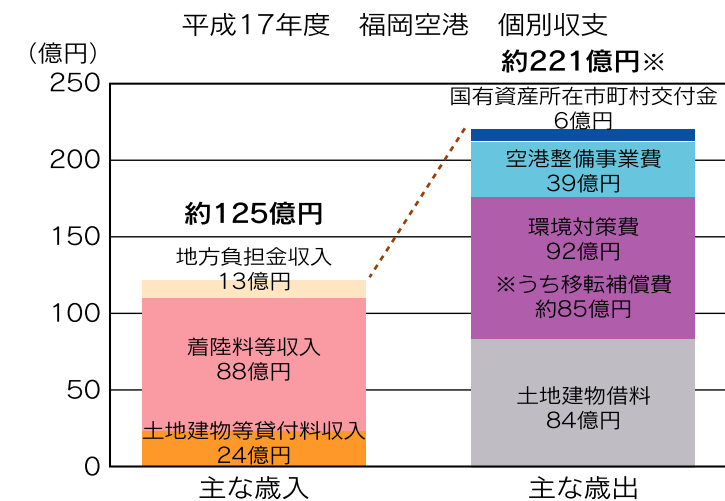 平成17年度 福岡空港 個別収支
(億円)
約221億円※
250
国有資産所在市町村交付金
6億円
200
空港整備事業費
39億円
約125億円
150
環境対策費
92億円
地方負担金収入
13億円
※うち移転補償費
約85億円
100
着陸料等収入
88億円
50
土地建物借料
84億円
土地建物等貸付料収入
24億円
0
主な歳入
主な歳出